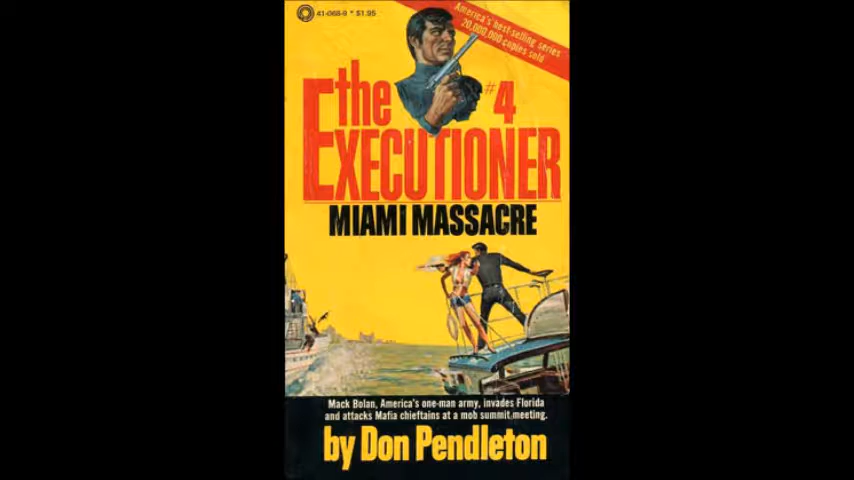 41-068-9 * $1.95
America's best-selling series
20,000,000 copies sold
the
#4
EXECUTIONER
MIAMI MASSACRE
Mack Bolan, America's one-man army, invades Florida
and attacks Mafia chieftains at a mob summit meeting.
by Don Pendleton